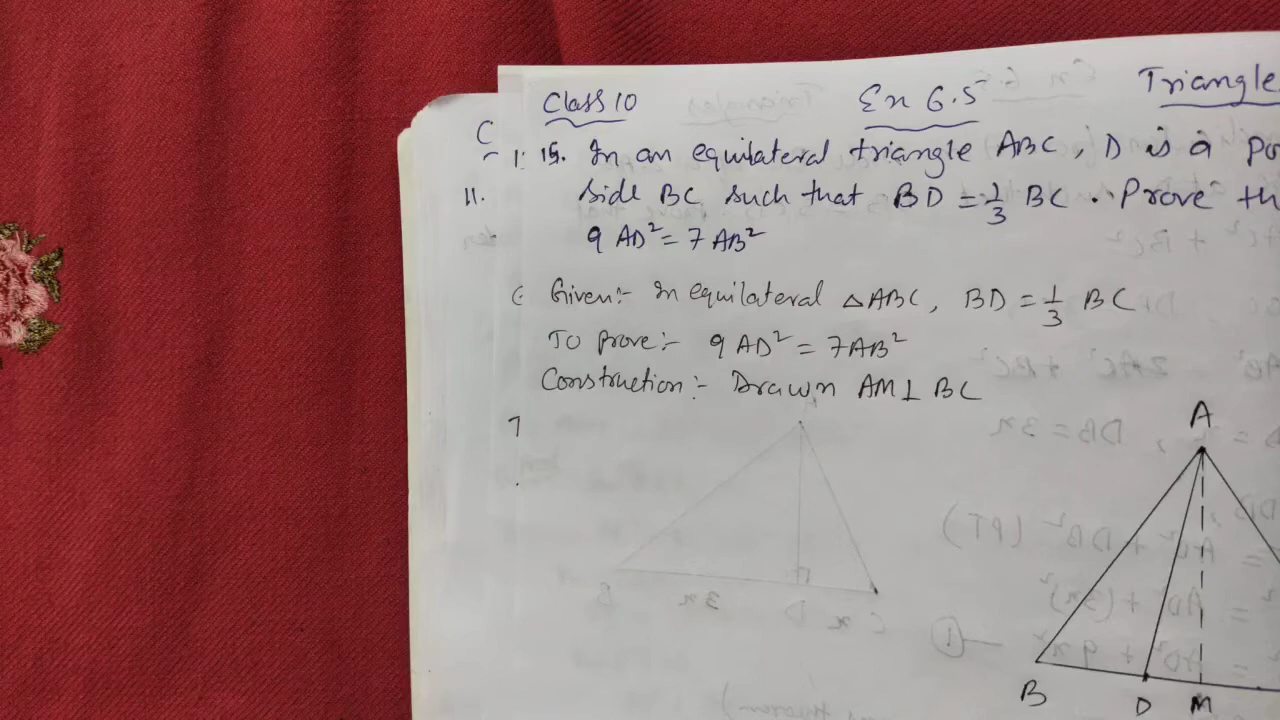 Class 10 Ex 6.5 Triangle
15. In an equilateral triangle ABC, D is a po
side BC such that BD = 1/3 BC. Prove th
9 AD² = 7 AB²
Given:- In equilateral △ABC, BD = 1/3 BC
To prove:- 9 AD² = 7AB²
Construction:- Drawn AM⊥ BC
A
B D M